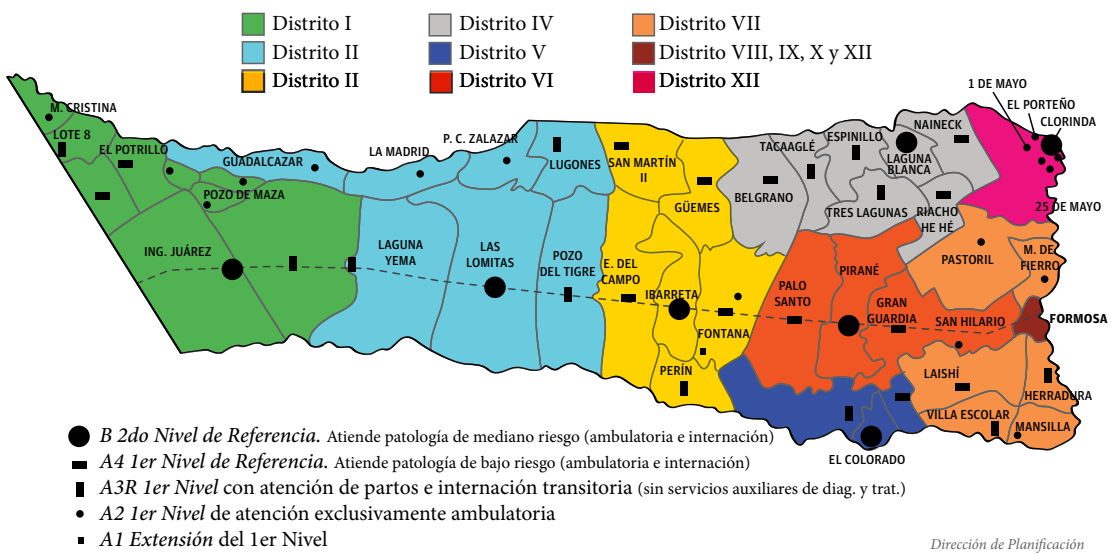 Distrito I
Distrito II
Distrito II
Distrito IV
Distrito V
Distrito VI
Distrito VII
Distrito VIII, IX, X y XII
Distrito XII
M. CRISTINA
LOTE 8
EL POTRILLO
GUADALCAZAR
POZO DE MAZA
ING. JUÁREZ
LA MADRID
P. C. ZALAZAR
LUGONES
LAGUNA
YEMA
LAS
LOMITAS
POZO
DEL TIGRE
SAN MARTÍN
II
GÜEMES
E. DEL
CAMPO
IBARRETA
FONTANA
PERÍN
BELGRANO
TACAAGLÉ
ESPINILLO
LAGUNA
BLANCA
NAINECK
TRES LAGUNAS
RIACHO
HE HÉ
1 DE MAYO
EL PORTEÑO
CLORINDA
25 DE MAYO
PASTORIL
M. DE
FIERRO
PALO
SANTO
PIRANÉ
GRAN
GUARDIA
SAN HILARIO
FORMOSA
LAISHÍ
HERRADURA
VILLA ESCOLAR
MANSILLA
EL COLORADO
B 2do Nivel de Referencia. Atiende patología de mediano riesgo (ambulatoria e internación)
A4 1er Nivel de Referencia. Atiende patología de bajo riesgo (ambulatoria e internación)
A3R 1er Nivel con atención de partos e internación transitoria (sin servicios auxiliares de diag. y trat.)
A2 1er Nivel de atención exclusivamente ambulatoria
A1 Extensión del 1er Nivel
Dirección de Planificación